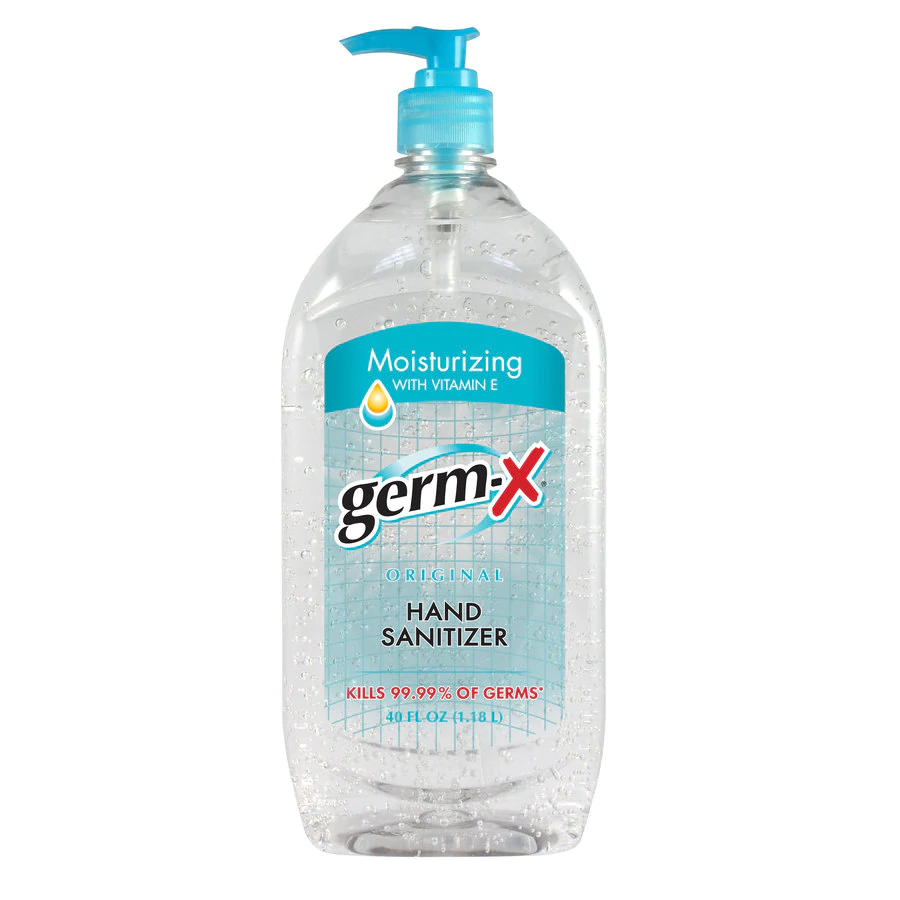 Moisturizing
WITH VITAMIN E
germ-X®
ORIGINAL
HAND
SANITIZER
KILLS 99.99% OF GERMS*
40 FL OZ (1.18 L)